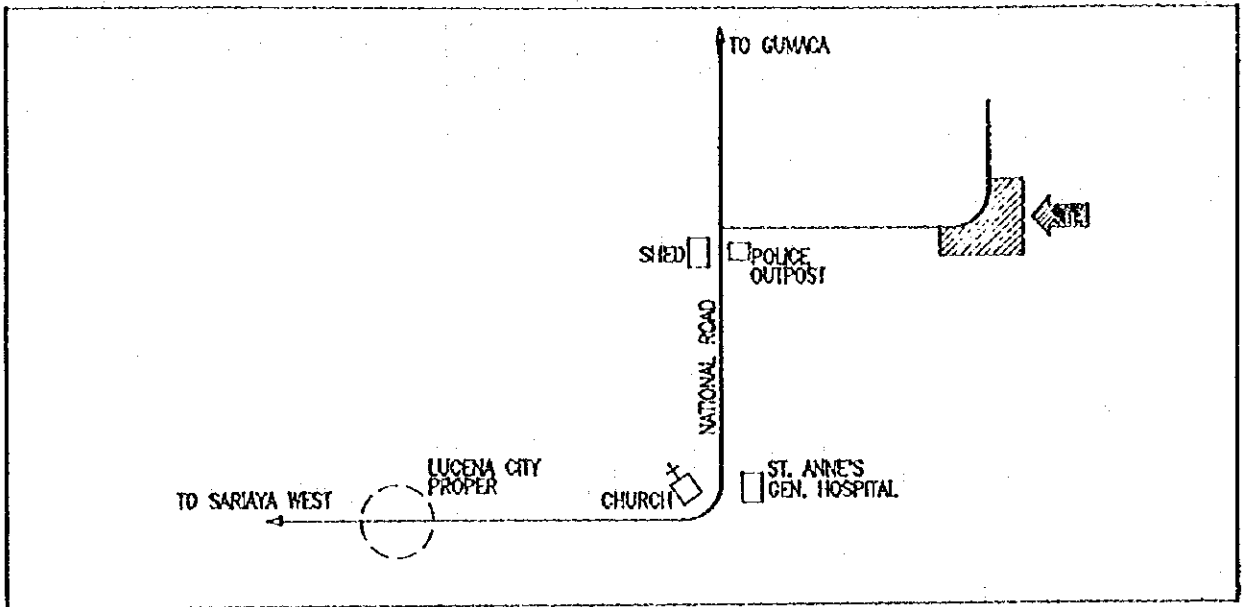 TO GUMACA
SHED
POLICE
OUTPOST
NATIONAL ROAD
LUCENA CITY
PROPER
TO SARIAYA WEST
CHURCH
ST. ANNE'S
GEN. HOSPITAL